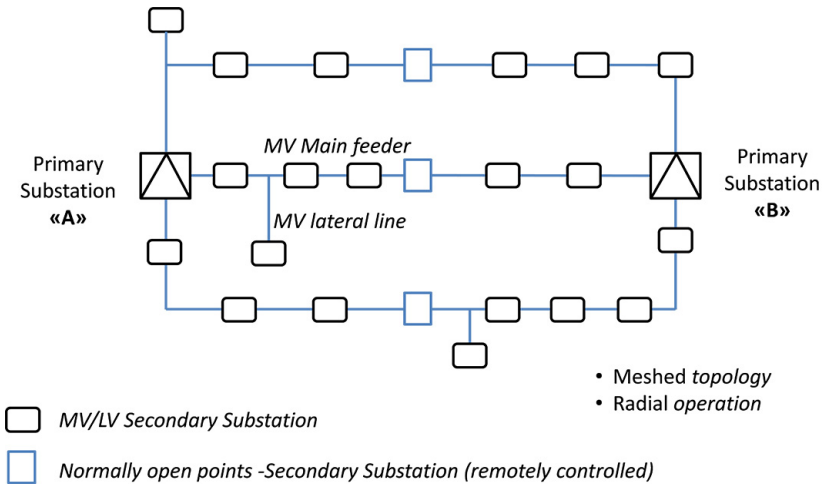 MV Main feeder
Primary
Substation
«A»
Primary
Substation
«B»
MV lateral line
• Meshed topology
• Radial operation
MV/LV Secondary Substation
Normally open points -Secondary Substation (remotely controlled)